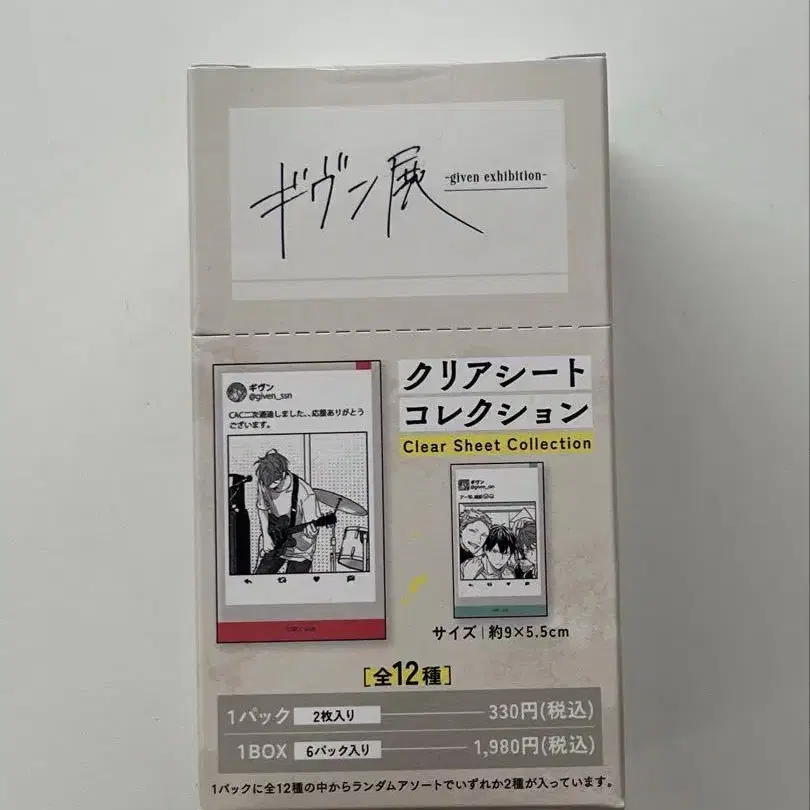 ギヴン展
-given exhibition-
ギヴン
@given_ssn
CAC二次通過しました、、応援ありがとう
ございます。
クリアシート
コレクション
Clear Sheet Collection
ギヴン
@given_ssn
サイズ|約9×5.5cm
[全12種]
1パック 2枚入り 330円(税込)
1BOX 6パック入り 1,980円(税込)
1パックに全12種の中からランダムアソートでいずれか2種が入っています。